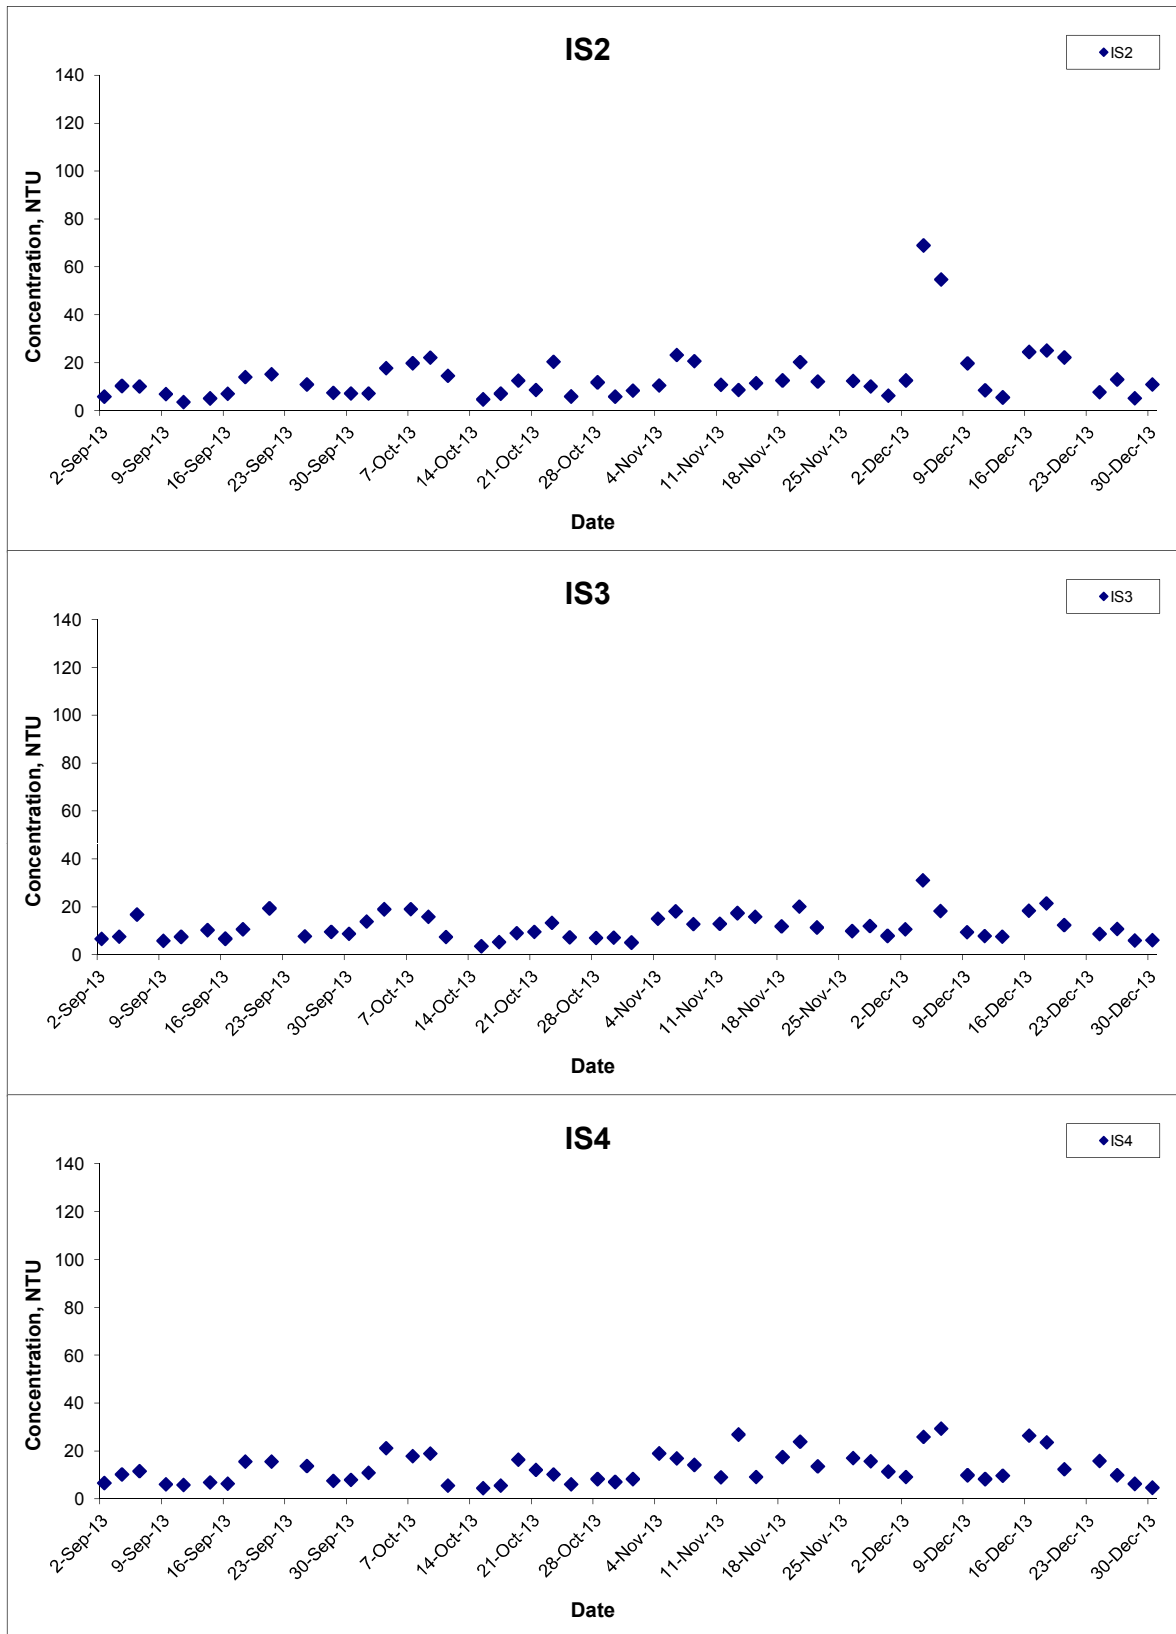 IS2
IS2
140
120
100
80
60
40
20
0
Concentration, NTU
2-Sep-13 9-Sep-13 16-Sep-13 23-Sep-13 30-Sep-13 7-Oct-13 14-Oct-13 21-Oct-13 28-Oct-13 4-Nov-13 11-Nov-13 18-Nov-13 25-Nov-13 2-Dec-13 9-Dec-13 16-Dec-13 23-Dec-13 30-Dec-13
Date
IS3
IS3
140
120
100
80
60
40
20
0
Concentration, NTU
2-Sep-13 9-Sep-13 16-Sep-13 23-Sep-13 30-Sep-13 7-Oct-13 14-Oct-13 21-Oct-13 28-Oct-13 4-Nov-13 11-Nov-13 18-Nov-13 25-Nov-13 2-Dec-13 9-Dec-13 16-Dec-13 23-Dec-13 30-Dec-13
Date
IS4
IS4
140
120
100
80
60
40
20
0
Concentration, NTU
2-Sep-13 9-Sep-13 16-Sep-13 23-Sep-13 30-Sep-13 7-Oct-13 14-Oct-13 21-Oct-13 28-Oct-13 4-Nov-13 11-Nov-13 18-Nov-13 25-Nov-13 2-Dec-13 9-Dec-13 16-Dec-13 23-Dec-13 30-Dec-13
Date